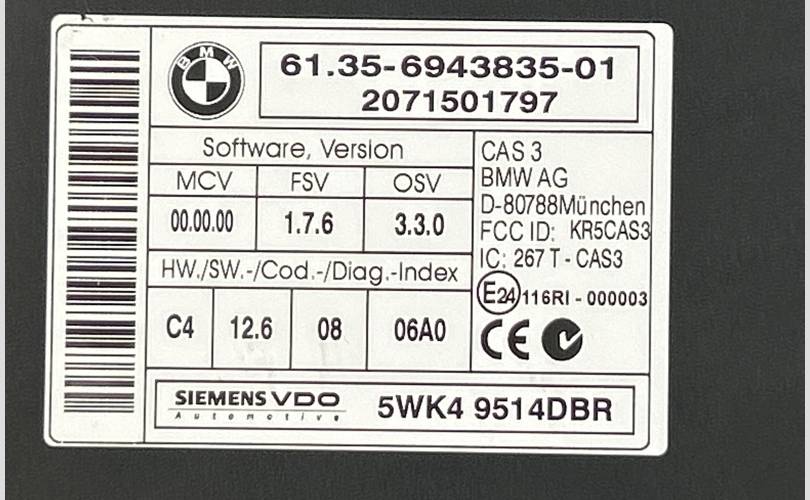 BMW
61.35-6943835-01
2071501797
Software, Version
MCV FSV OSV
00.00.00 1.7.6 3.3.0
HW./SW.-/Cod.-/Diag.-Index
C4 12.6 08 06A0
CAS 3
BMW AG
D-80788München
FCC ID: KR5CAS3
IC: 267 T - CAS3
E24 116RI - 000003
CE
SIEMENS VDO
Automotive
5WK4 9514DBR